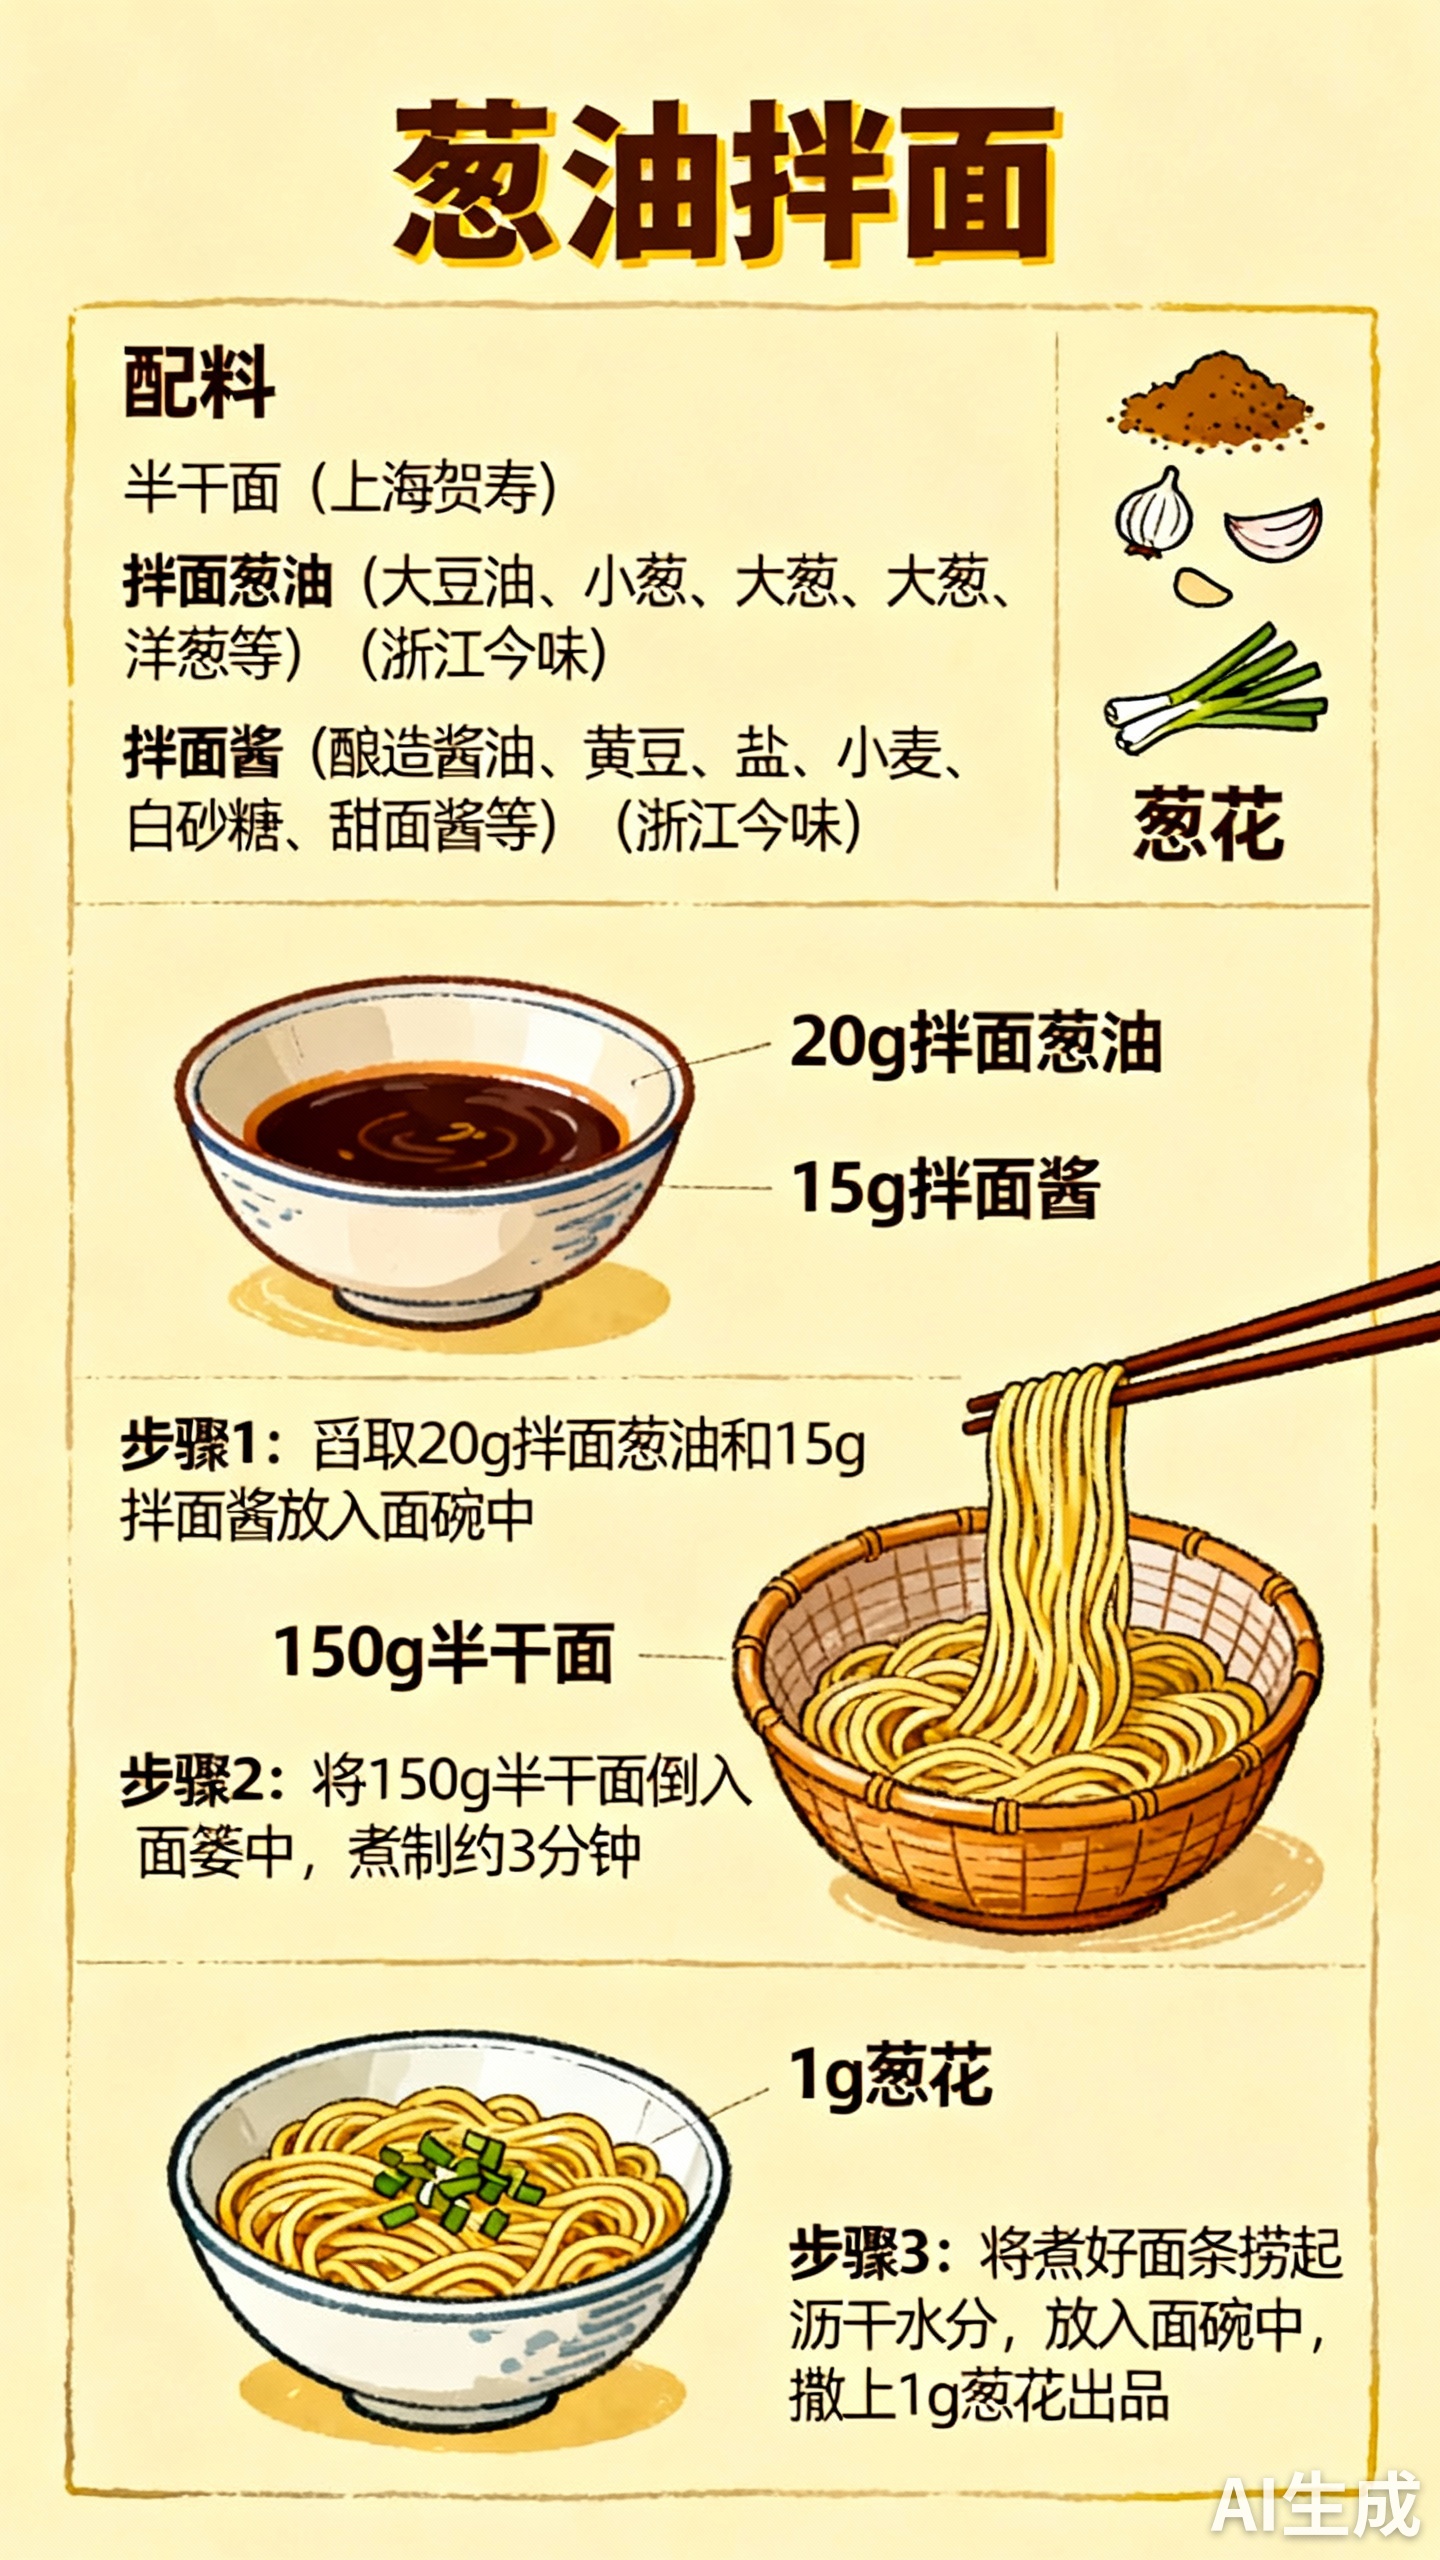 葱油拌面
配料
半干面（上海贺寿）
拌面葱油（大豆油、小葱、大葱、大葱、
洋葱等）（浙江今味）
拌面酱（酿造酱油、黄豆、盐、小麦、
白砂糖、甜面酱等）（浙江今味）
葱花
20g拌面葱油
15g拌面酱
步骤1：舀取20g拌面葱油和15g
拌面酱放入面碗中
150g半干面
步骤2：将150g半干面倒入
面篓中，煮制约3分钟
1g葱花
步骤3：将煮好面条捞起
沥干水分，放入面碗中，
撒上1g葱花出品
AI生成